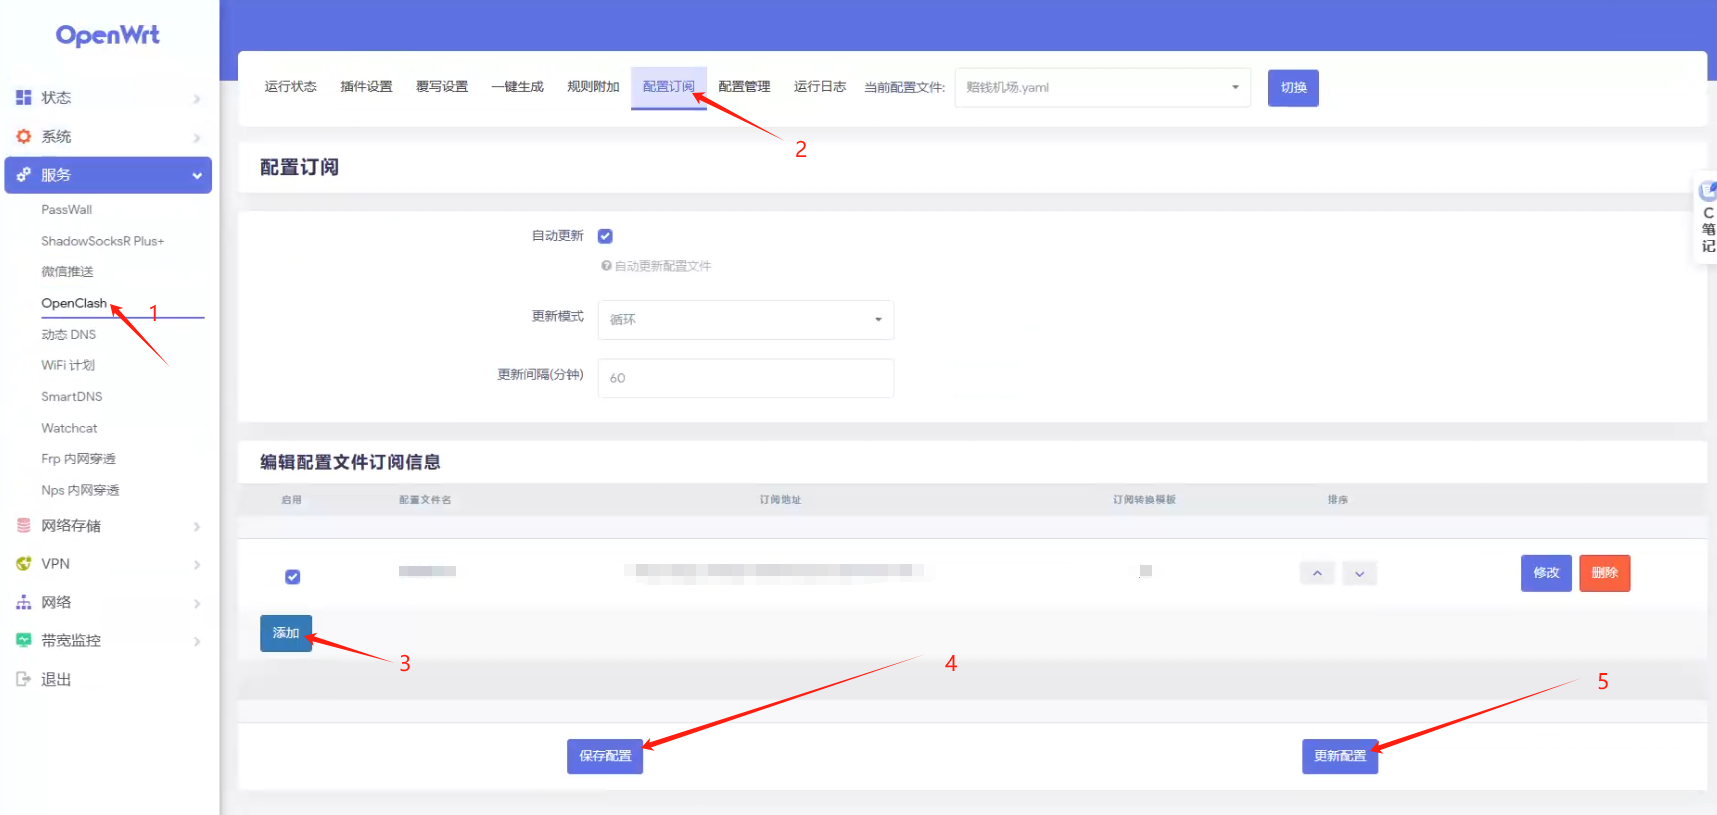 OpenWrt
状态
系统
服务
PassWall
ShadowSocksR Plus+
微信推送
OpenClash
1
动态 DNS
WiFi 计划
SmartDNS
Watchcat
Frp 内网穿透
Nps 内网穿透
网络存储
VPN
网络
带宽监控
退出
运行状态 插件设置 覆写设置 一键生成 规则附加 配置订阅 配置管理 运行日志 当前配置文件: 赔钱机场.yaml 切换
2
配置订阅
自动更新
自动更新配置文件
更新模式 循环
更新间隔(分钟) 60
编辑配置文件订阅信息
启用 配置文件名 订阅地址 订阅转换模板 排序
修改 删除
添加
3
4
5
保存配置 更新配置
C
笔
记